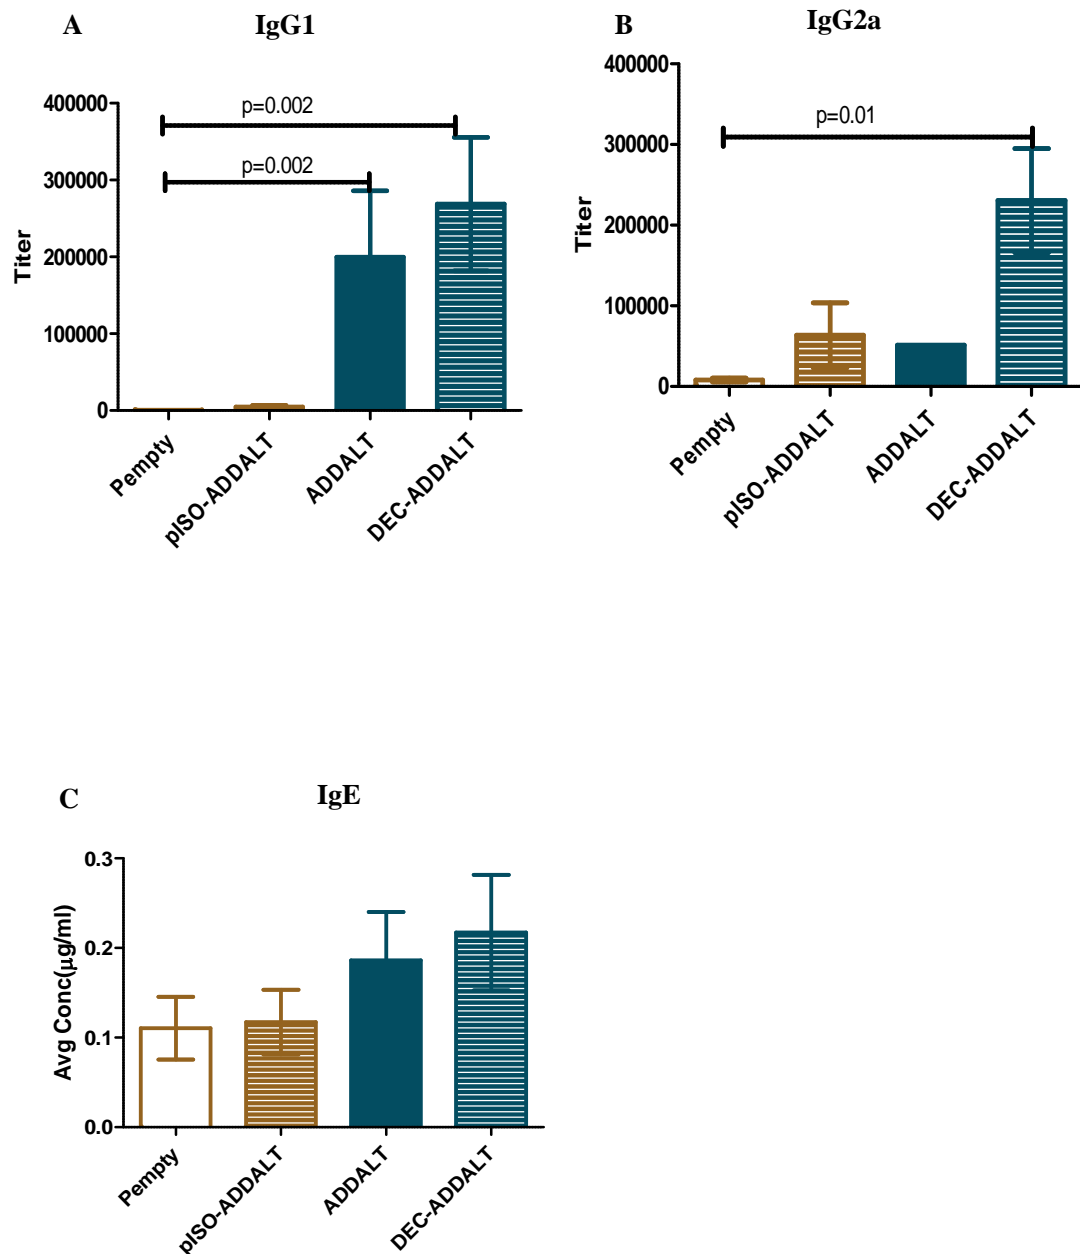 A
IgG1
400000
300000
200000
100000
0
Titer
p=0.002
p=0.002
Pempty
pISO-ADDALT
ADDALT
DEC-ADDALT
B
IgG2a
400000
300000
200000
100000
0
Titer
p=0.01
Pempty
pISO-ADDALT
ADDALT
DEC-ADDALT
C
IgE
0.3
0.2
0.1
0.0
Avg Conc(μg/ml)
Pempty
pISO-ADDALT
ADDALT
DEC-ADDALT